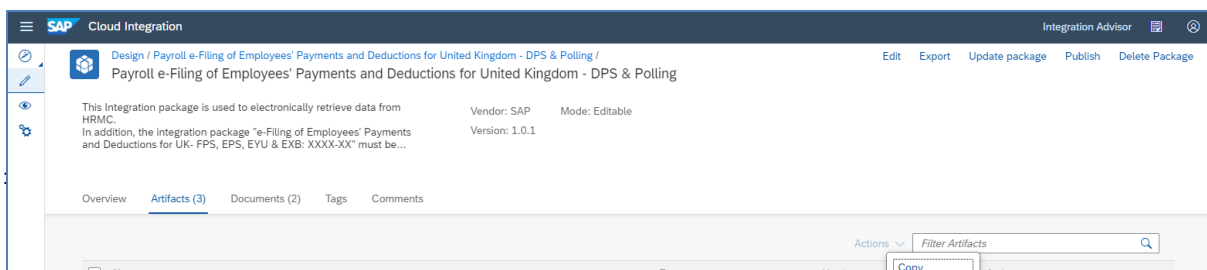 SAP Cloud Integration Integration Advisor
Design / Payroll e-Filing of Employees' Payments and Deductions for United Kingdom - DPS & Polling /
Edit Export Update package Publish Delete Package
Payroll e-Filing of Employees' Payments and Deductions for United Kingdom - DPS & Polling
This Integration package is used to electronically retrieve data from
HRMC.
In addition, the integration package "e-Filing of Employees' Payments
and Deductions for UK- FPS, EPS, EYU & EXB: XXXX-XX" must be...
Vendor: SAP Mode: Editable
Version: 1.0.1
Overview Artifacts (3) Documents (2) Tags Comments
Actions Filter Artifacts
Copy